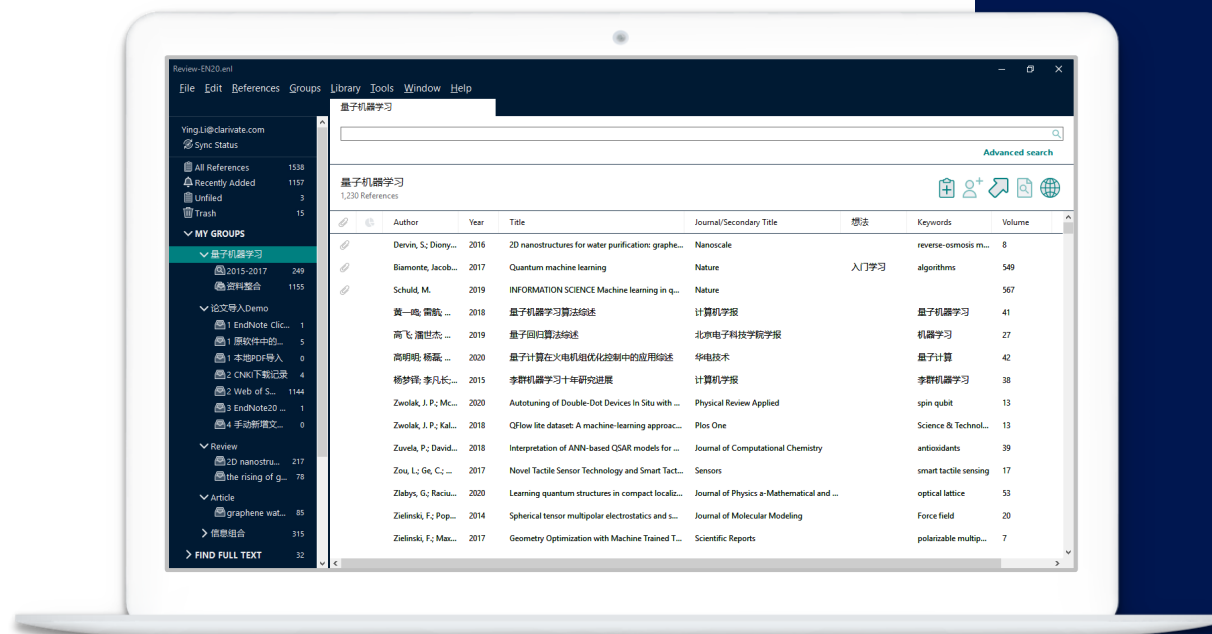 Review-EN20.enl
File Edit References Groups Library Tools Window Help
量子机器学习
Ying.Li@clarivate.com
Sync Status
All References 1538
Recently Added 1157
Unfiled 3
Trash 15
MY GROUPS
量子机器学习
2015-2017 249
资料整合 1155
论文导入Demo
1 EndNote Clic... 1
1 原软件中的... 5
1 本地PDF导入 0
2 CNKI下载记录 4
2 Web of S... 1144
3 EndNote20 ... 1
4 手动新增文... 0
Review
2D nanostru... 217
the rising of g... 78
Article
graphene wat... 85
信息组合 315
FIND FULL TEXT 32
Advanced search
量子机器学习
1,230 References
Author Year Title Journal/Secondary Title 想法 Keywords Volume
Dervin, S.; Diony... 2016 2D nanostructures for water purification: graphe... Nanoscale reverse-osmosis m... 8
Biamonte, Jacob... 2017 Quantum machine learning Nature 入门学习 algorithms 549
Schuld, M. 2019 INFORMATION SCIENCE Machine learning in q... Nature 567
黄一鸣; 雷航; ... 2018 量子机器学习算法综述 计算机学报 量子机器学习 41
高飞; 潘世杰; ... 2019 量子回归算法综述 北京电子科技学院学报 机器学习 27
高明明; 杨磊; ... 2020 量子计算在火电机组优化控制中的应用综述 华电技术 量子计算 42
杨梦铎; 李凡长;... 2015 李群机器学习十年研究进展 计算机学报 李群机器学习 38
Zwolak, J. P.; Mc... 2020 Autotuning of Double-Dot Devices In Situ with ... Physical Review Applied spin qubit 13
Zwolak, J. P.; Kal... 2018 QFlow lite dataset: A machine-learning approac... Plos One Science & Technol... 13
Zuvela, P.; David... 2018 Interpretation of ANN-based QSAR models for ... Journal of Computational Chemistry antioxidants 39
Zou, L.; Ge, C.; ... 2017 Novel Tactile Sensor Technology and Smart Tact... Sensors smart tactile sensing 17
Zlabys, G.; Raciu... 2020 Learning quantum structures in compact localiz... Journal of Physics a-Mathematical and ... optical lattice 53
Zielinski, F.; Pop... 2014 Spherical tensor multipolar electrostatics and s... Journal of Molecular Modeling Force field 20
Zielinski, F.; Max... 2017 Geometry Optimization with Machine Trained T... Scientific Reports polarizable multip... 7